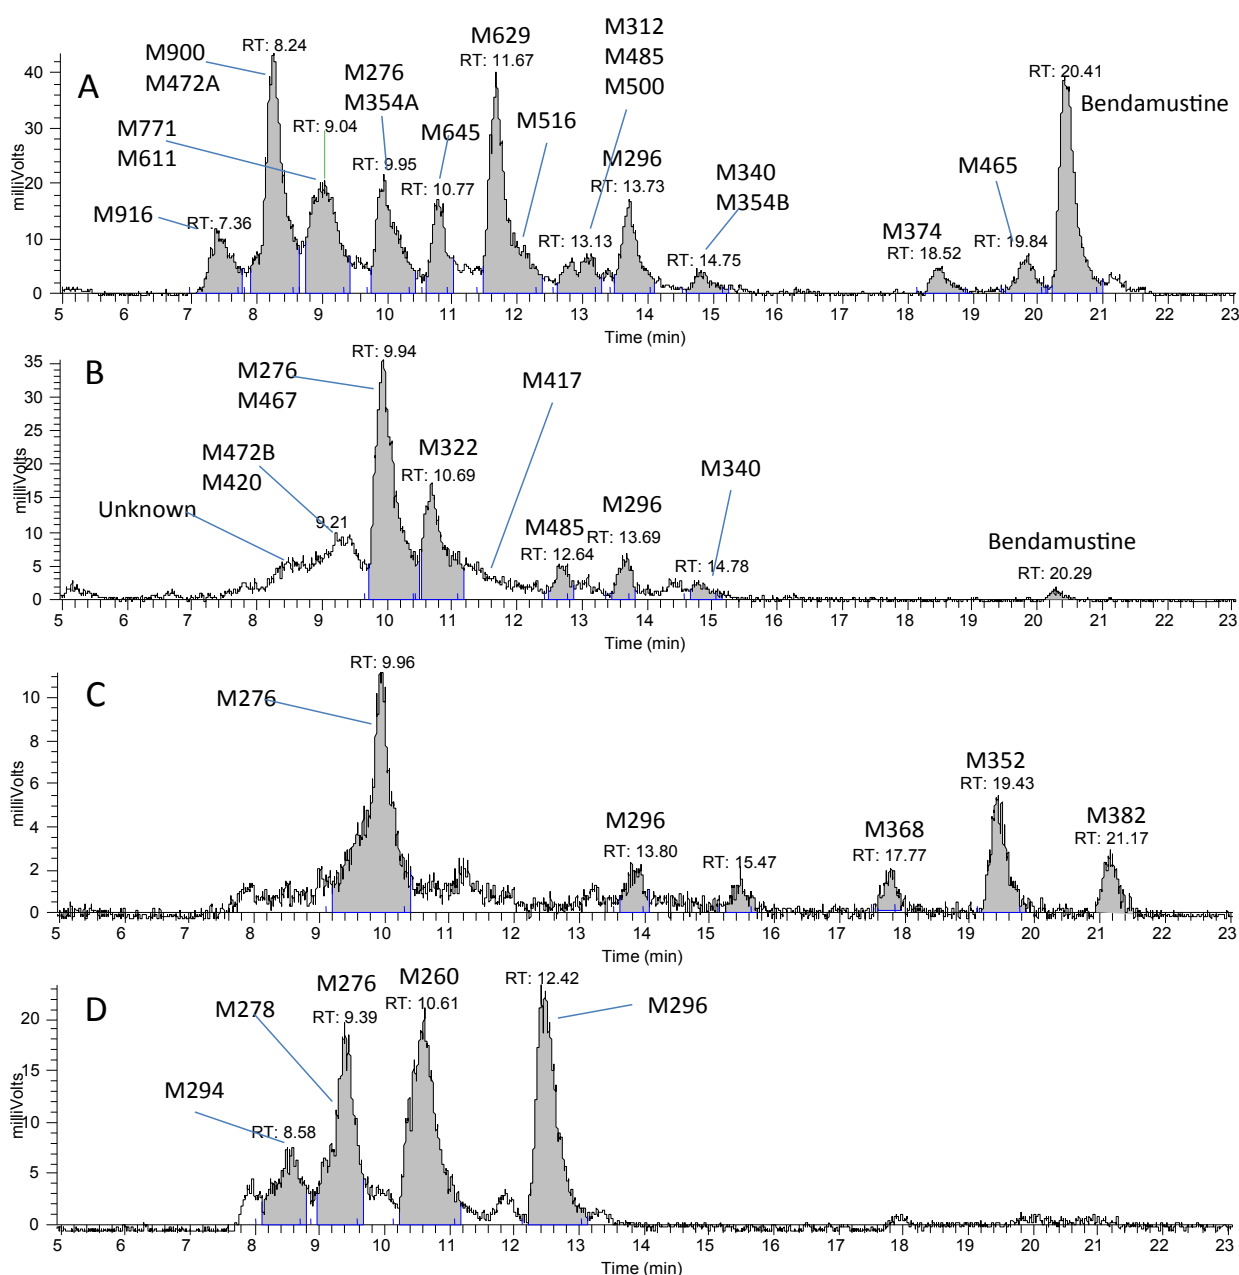 A
milliVolts
40
30
20
10
0
M900
M472A
RT: 8.24
M771
M611
RT: 9.04
M916
RT: 7.36
M276
M354A
RT: 9.95
M645
RT: 10.77
M629
RT: 11.67
M516
M312
M485
M500
RT: 13.13
M296
RT: 13.73
M340
M354B
RT: 14.75
M374
RT: 18.52
M465
RT: 19.84
RT: 20.41
Bendamustine
5 6 7 8 9 10 11 12 13 14 15 16 17 18 19 20 21 22 23
Time (min)
B
milliVolts
35
30
25
20
15
10
5
0
RT: 9.94
M276
M467
M472B
M420
9.21
Unknown
M322
RT: 10.69
M417
M485
RT: 12.64
M296
RT: 13.69
M340
RT: 14.78
Bendamustine
RT: 20.29
5 6 7 8 9 10 11 12 13 14 15 16 17 18 19 20 21 22 23
Time (min)
C
milliVolts
10
8
6
4
2
0
RT: 9.96
M276
M296
RT: 13.80
RT: 15.47
M368
RT: 17.77
M352
RT: 19.43
M382
RT: 21.17
5 6 7 8 9 10 11 12 13 14 15 16 17 18 19 20 21 22 23
Time (min)
D
milliVolts
20
15
10
5
0
M294
RT: 8.58
M278
M276
RT: 9.39
M260
RT: 10.61
RT: 12.42
M296
5 6 7 8 9 10 11 12 13 14 15 16 17 18 19 20 21 22 23
Time (min)